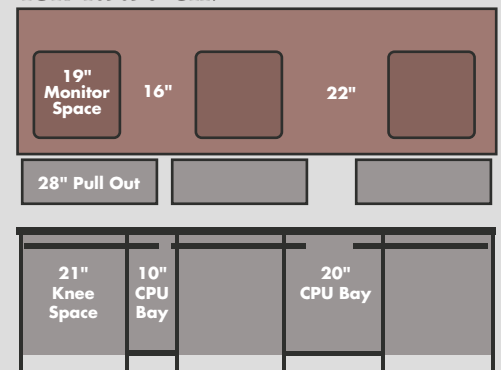 19"
Monitor
Space
16"
22"
28" Pull Out
21"
Knee
Space
10"
CPU
Bay
20"
CPU Bay